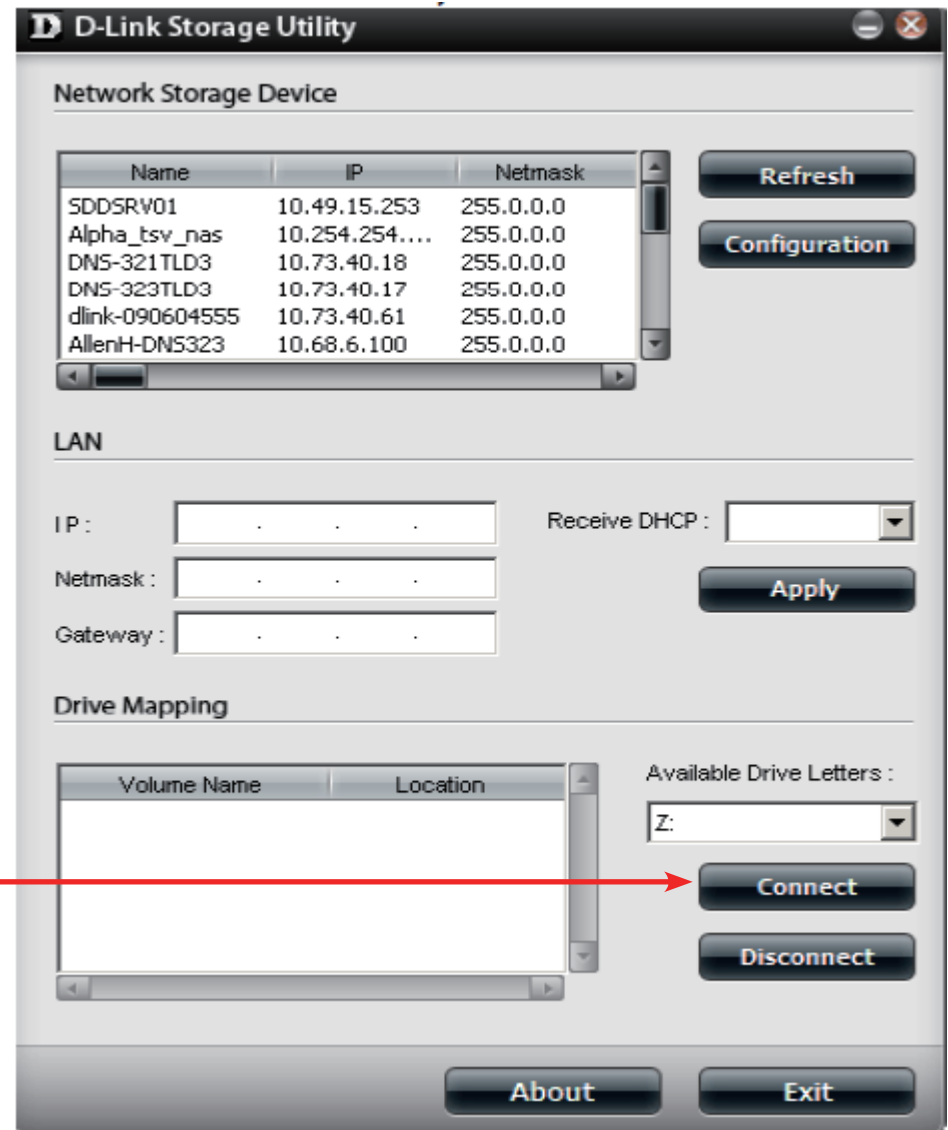 D D-Link Storage Utility
Network Storage Device
Name IP Netmask
SDDSRV01 10.49.15.253 255.0.0.0
Alpha_tsv_nas 10.254.254.... 255.0.0.0
DNS-321TLD3 10.73.40.18 255.0.0.0
DNS-323TLD3 10.73.40.17 255.0.0.0
dlink-090604555 10.73.40.61 255.0.0.0
AllenH-DNS323 10.68.6.100 255.0.0.0
Refresh
Configuration
LAN
IP : . . .
Receive DHCP :
Netmask : . . .
Apply
Gateway : . . .
Drive Mapping
Volume Name Location
Available Drive Letters :
Z:
Connect
Disconnect
About Exit